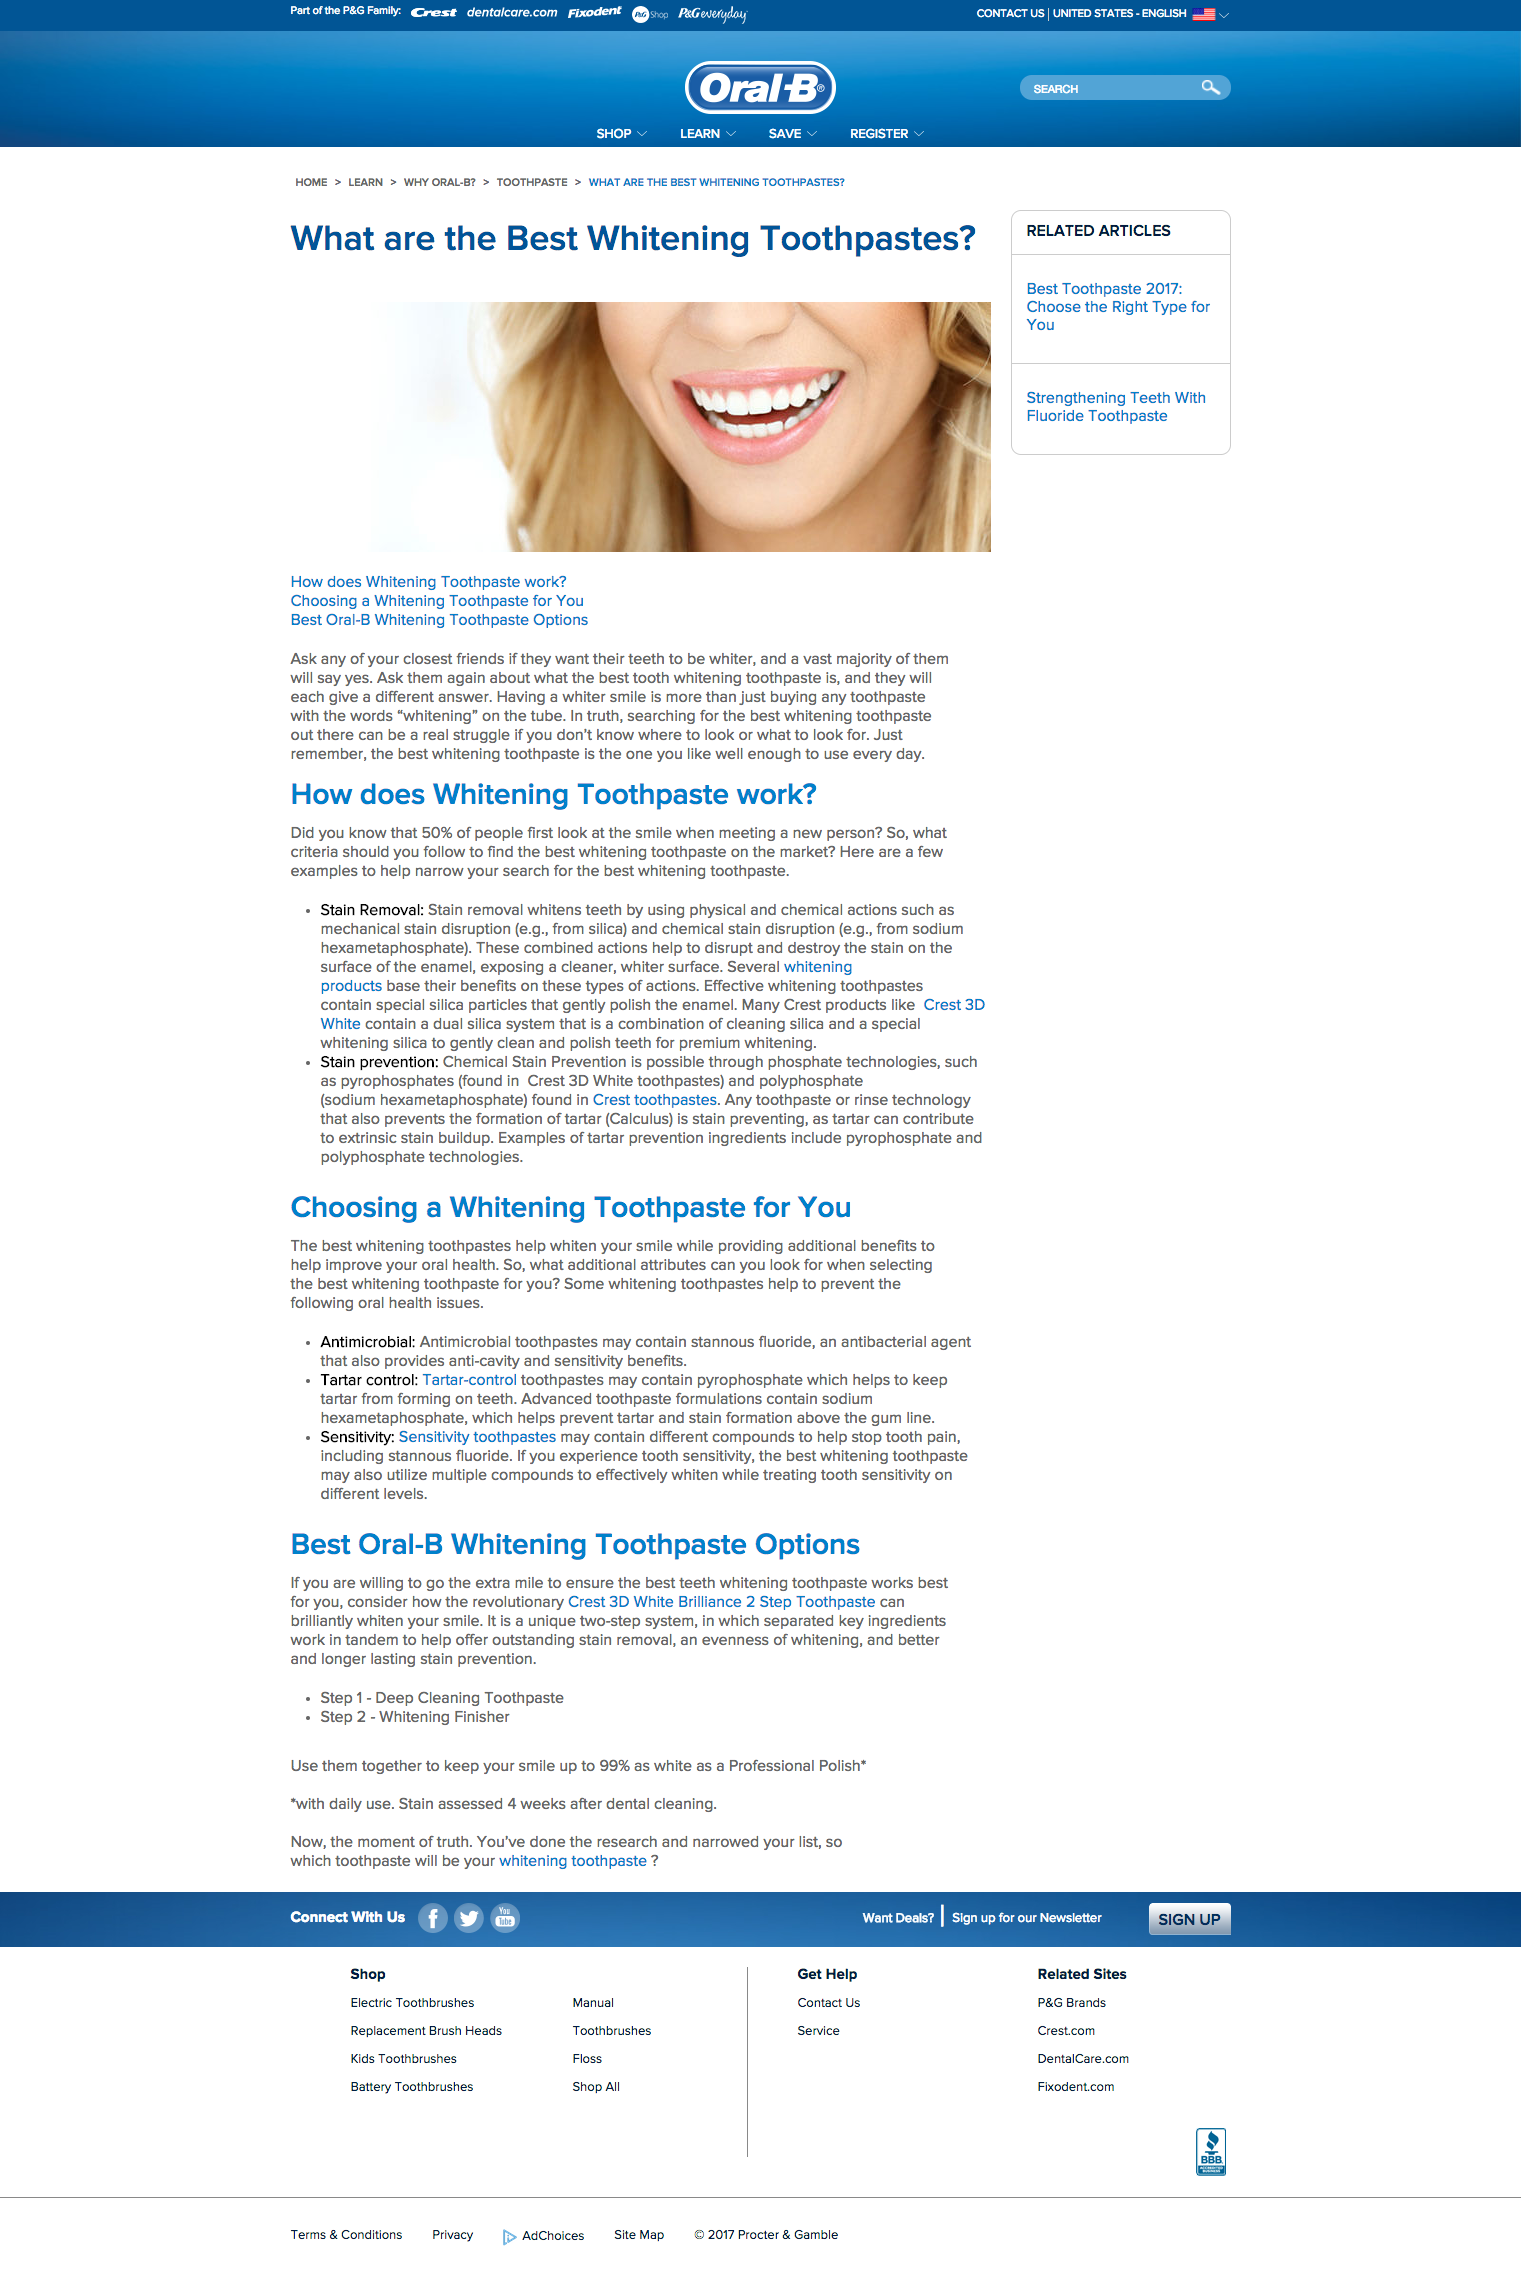 Part of the P&G Family: Crest dentalcare.com Fixodent P&G Shop P&G everyday
CONTACT US | UNITED STATES - ENGLISH
Oral-B®
SEARCH
SHOP LEARN SAVE REGISTER
HOME > LEARN > WHY ORAL-B? > TOOTHPASTE > WHAT ARE THE BEST WHITENING TOOTHPASTES?
What are the Best Whitening Toothpastes?
RELATED ARTICLES
Best Toothpaste 2017:
Choose the Right Type for
You
Strengthening Teeth With
Fluoride Toothpaste
How does Whitening Toothpaste work?
Choosing a Whitening Toothpaste for You
Best Oral-B Whitening Toothpaste Options
Ask any of your closest friends if they want their teeth to be whiter, and a vast majority of them
will say yes. Ask them again about what the best tooth whitening toothpaste is, and they will
each give a different answer. Having a whiter smile is more than just buying any toothpaste
with the words “whitening” on the tube. In truth, searching for the best whitening toothpaste
out there can be a real struggle if you don’t know where to look or what to look for. Just
remember, the best whitening toothpaste is the one you like well enough to use every day.
How does Whitening Toothpaste work?
Did you know that 50% of people first look at the smile when meeting a new person? So, what
criteria should you follow to find the best whitening toothpaste on the market? Here are a few
examples to help narrow your search for the best whitening toothpaste.
• Stain Removal: Stain removal whitens teeth by using physical and chemical actions such as
mechanical stain disruption (e.g., from silica) and chemical stain disruption (e.g., from sodium
hexametaphosphate). These combined actions help to disrupt and destroy the stain on the
surface of the enamel, exposing a cleaner, whiter surface. Several whitening
products base their benefits on these types of actions. Effective whitening toothpastes
contain special silica particles that gently polish the enamel. Many Crest products like Crest 3D
White contain a dual silica system that is a combination of cleaning silica and a special
whitening silica to gently clean and polish teeth for premium whitening.
• Stain prevention: Chemical Stain Prevention is possible through phosphate technologies, such
as pyrophosphates (found in Crest 3D White toothpastes) and polyphosphate
(sodium hexametaphosphate) found in Crest toothpastes. Any toothpaste or rinse technology
that also prevents the formation of tartar (Calculus) is stain preventing, as tartar can contribute
to extrinsic stain buildup. Examples of tartar prevention ingredients include pyrophosphate and
polyphosphate technologies.
Choosing a Whitening Toothpaste for You
The best whitening toothpastes help whiten your smile while providing additional benefits to
help improve your oral health. So, what additional attributes can you look for when selecting
the best whitening toothpaste for you? Some whitening toothpastes help to prevent the
following oral health issues.
• Antimicrobial: Antimicrobial toothpastes may contain stannous fluoride, an antibacterial agent
that also provides anti-cavity and sensitivity benefits.
• Tartar control: Tartar-control toothpastes may contain pyrophosphate which helps to keep
tartar from forming on teeth. Advanced toothpaste formulations contain sodium
hexametaphosphate, which helps prevent tartar and stain formation above the gum line.
• Sensitivity: Sensitivity toothpastes may contain different compounds to help stop tooth pain,
including stannous fluoride. If you experience tooth sensitivity, the best whitening toothpaste
may also utilize multiple compounds to effectively whiten while treating tooth sensitivity on
different levels.
Best Oral-B Whitening Toothpaste Options
If you are willing to go the extra mile to ensure the best teeth whitening toothpaste works best
for you, consider how the revolutionary Crest 3D White Brilliance 2 Step Toothpaste can
brilliantly whiten your smile. It is a unique two-step system, in which separated key ingredients
work in tandem to help offer outstanding stain removal, an evenness of whitening, and better
and longer lasting stain prevention.
• Step 1 - Deep Cleaning Toothpaste
• Step 2 - Whitening Finisher
Use them together to keep your smile up to 99% as white as a Professional Polish*
*with daily use. Stain assessed 4 weeks after dental cleaning.
Now, the moment of truth. You’ve done the research and narrowed your list, so
which toothpaste will be your whitening toothpaste ?
Connect With Us f You Tube
Want Deals? | Sign up for our Newsletter
SIGN UP
Shop
Electric Toothbrushes
Replacement Brush Heads
Kids Toothbrushes
Battery Toothbrushes
Manual
Toothbrushes
Floss
Shop All
Get Help
Contact Us
Service
Related Sites
P&G Brands
Crest.com
DentalCare.com
Fixodent.com
BBB
ACCREDITED
BUSINESS
Terms & Conditions Privacy AdChoices Site Map © 2017 Procter & Gamble